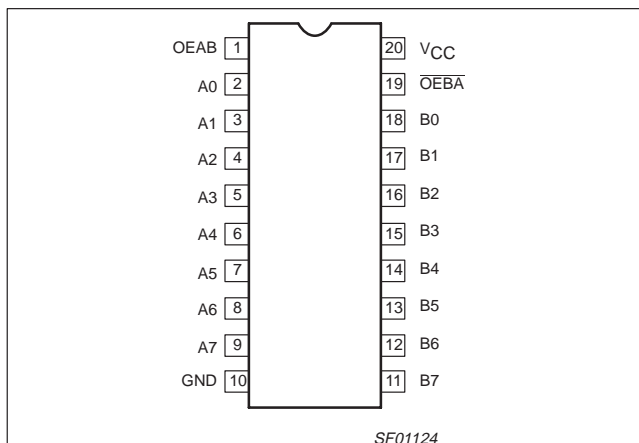 OEAB 1 20 VCC
A0 2 19 O̅E̅B̅A̅
A1 3 18 B0
A2 4 17 B1
A3 5 16 B2
A4 6 15 B3
A5 7 14 B4
A6 8 13 B5
A7 9 12 B6
GND 10 11 B7
SF01124